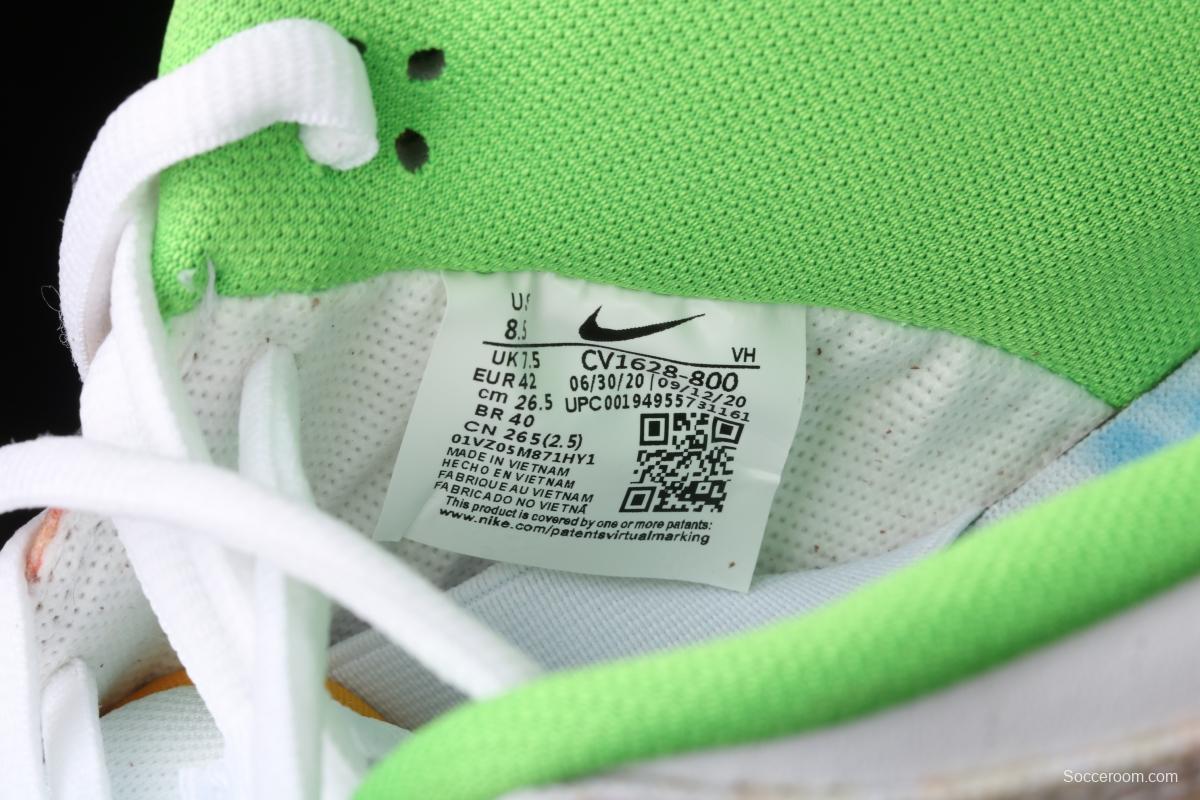 US
8.5
UK 7.5
EUR 42
cm 26.5
BR 40
CN 265(2.5)
VH
CV1628-800
06/30/20 | 09/12/20
UPC00194955731161
01VZ05M871HY1
MADE IN VIETNAM
HECHO EN VIETNAM
FABRIQUE AU VIETNAM
FABRICADO NO VIETNÃ
This product is covered by one or more patents:
www.nike.com/patentsvirtualmarking
Socceroom.com